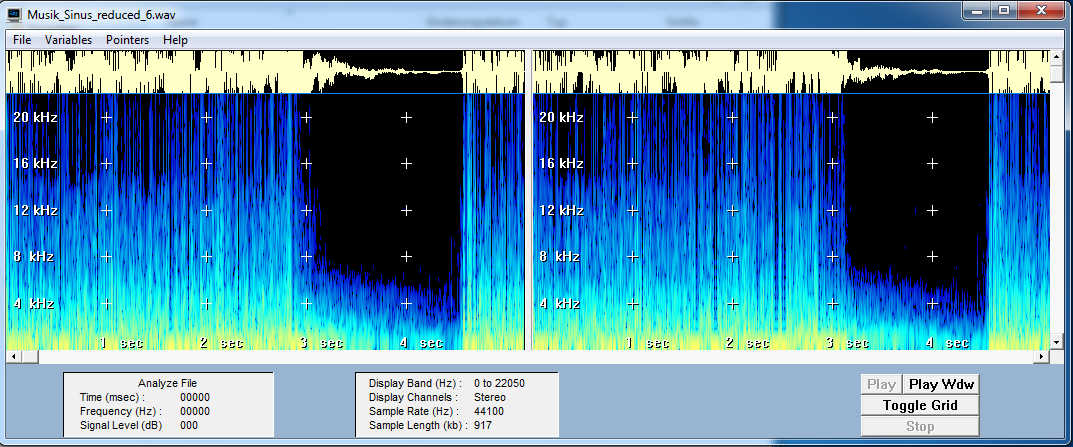 Musik_Sinus_reduced_6.wav
File Variables Pointers Help
20 kHz 20 kHz
16 kHz 16 kHz
12 kHz 12 kHz
8 kHz 8 kHz
4 kHz 4 kHz
1 sec 2 sec 3 sec 4 sec 1 sec 2 sec 3 sec 4 sec
Analyze File
Time (msec) : 00000
Frequency (Hz) : 00000
Signal Level (dB) 000
Display Band (Hz) : 0 to 22050
Display Channels : Stereo
Sample Rate (Hz) : 44100
Sample Length (kb) : 917
Play Play Wdw
Toggle Grid
Stop